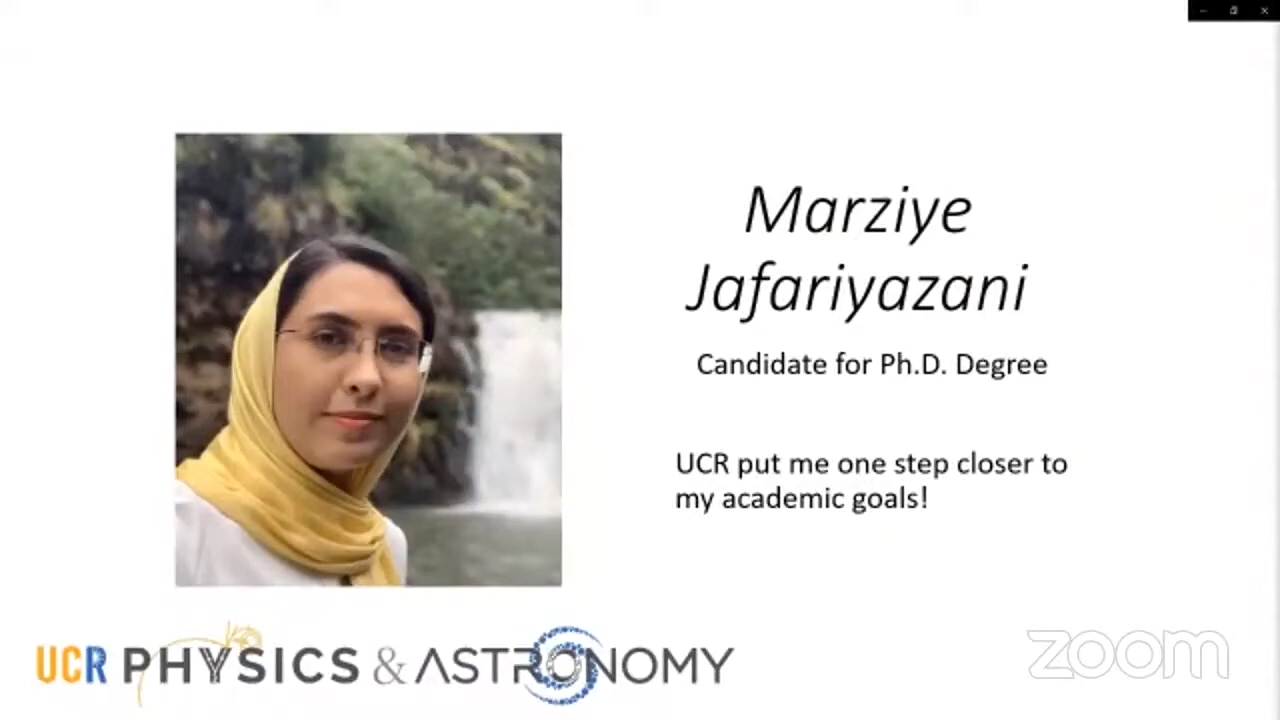 Marziye
Jafariyazani
Candidate for Ph.D. Degree
UCR put me one step closer to
my academic goals!
UCR PHYSICS & ASTRONOMY
zoom